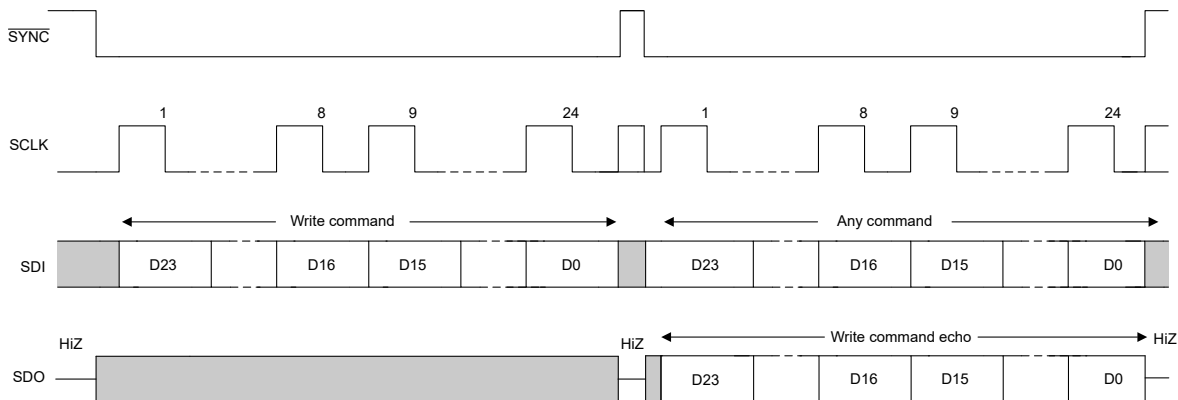 SYNC
1 8 9 24 1 8 9 24
SCLK
Write command Any command
SDI D23 D16 D15 D0 D23 D16 D15 D0
HiZ HiZ Write command echo HiZ
SDO D23 D16 D15 D0